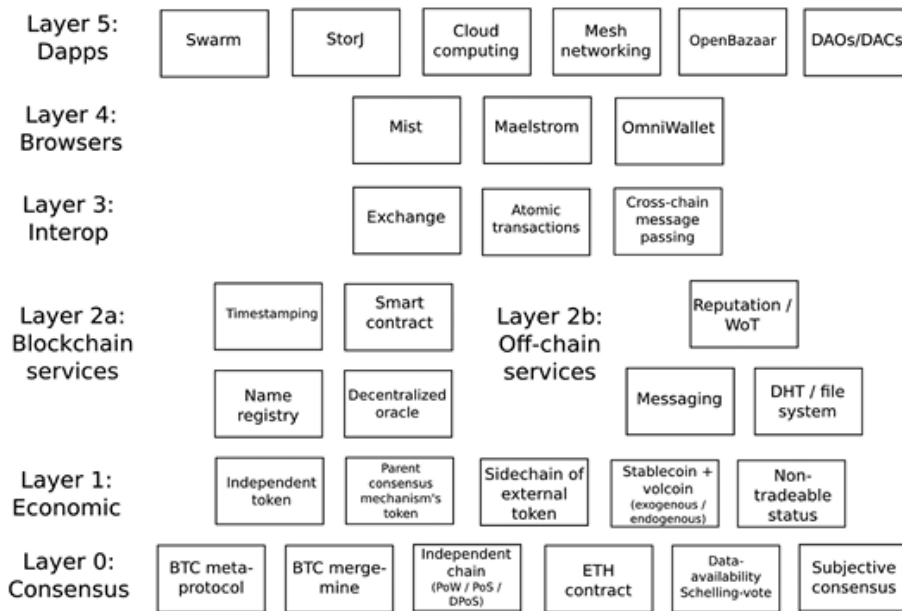 Layer 5:
Dapps
Swarm
StorJ
Cloud
computing
Mesh
networking
OpenBazaar
DAOs/DACs
Layer 4:
Browsers
Mist
Maelstrom
OmniWallet
Layer 3:
Interop
Exchange
Atomic
transactions
Cross-chain
message
passing
Layer 2a:
Blockchain
services
Timestamping
Smart
contract
Name
registry
Decentralized
oracle
Layer 2b:
Off-chain
services
Reputation /
WoT
Messaging
DHT / file
system
Layer 1:
Economic
Independent
token
Parent
consensus
mechanism's
token
Sidechain of
external
token
Stablecoin +
volcoin
(exogenous /
endogenous)
Non-
tradeable
status
Layer 0:
Consensus
BTC meta-
protocol
BTC merge-
mine
Independent
chain
(PoW / PoS /
DPoS)
ETH
contract
Data-
availability
Schelling-vote
Subjective
consensus